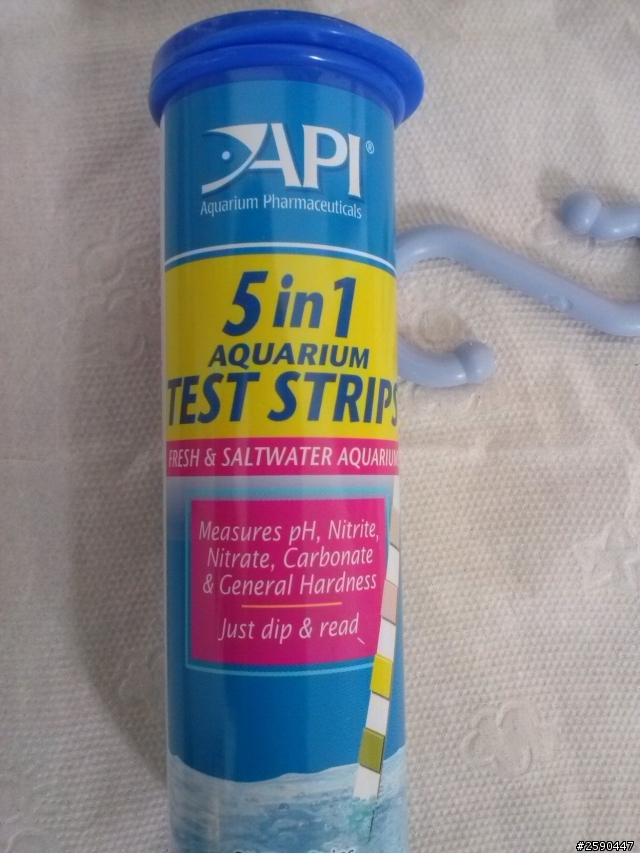 API®
Aquarium Pharmaceuticals
5 in 1
AQUARIUM
TEST STRIPS
FRESH & SALTWATER AQUARIUM
Measures pH, Nitrite,
Nitrate, Carbonate
& General Hardness
Just dip & read
#2590447